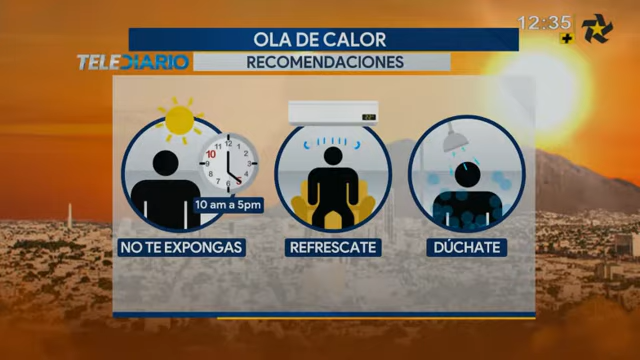 12:35
OLA DE CALOR
TELEDIARIO
RECOMENDACIONES
10 am a 5pm
NO TE EXPONGAS
REFRESCATE
DÚCHATE